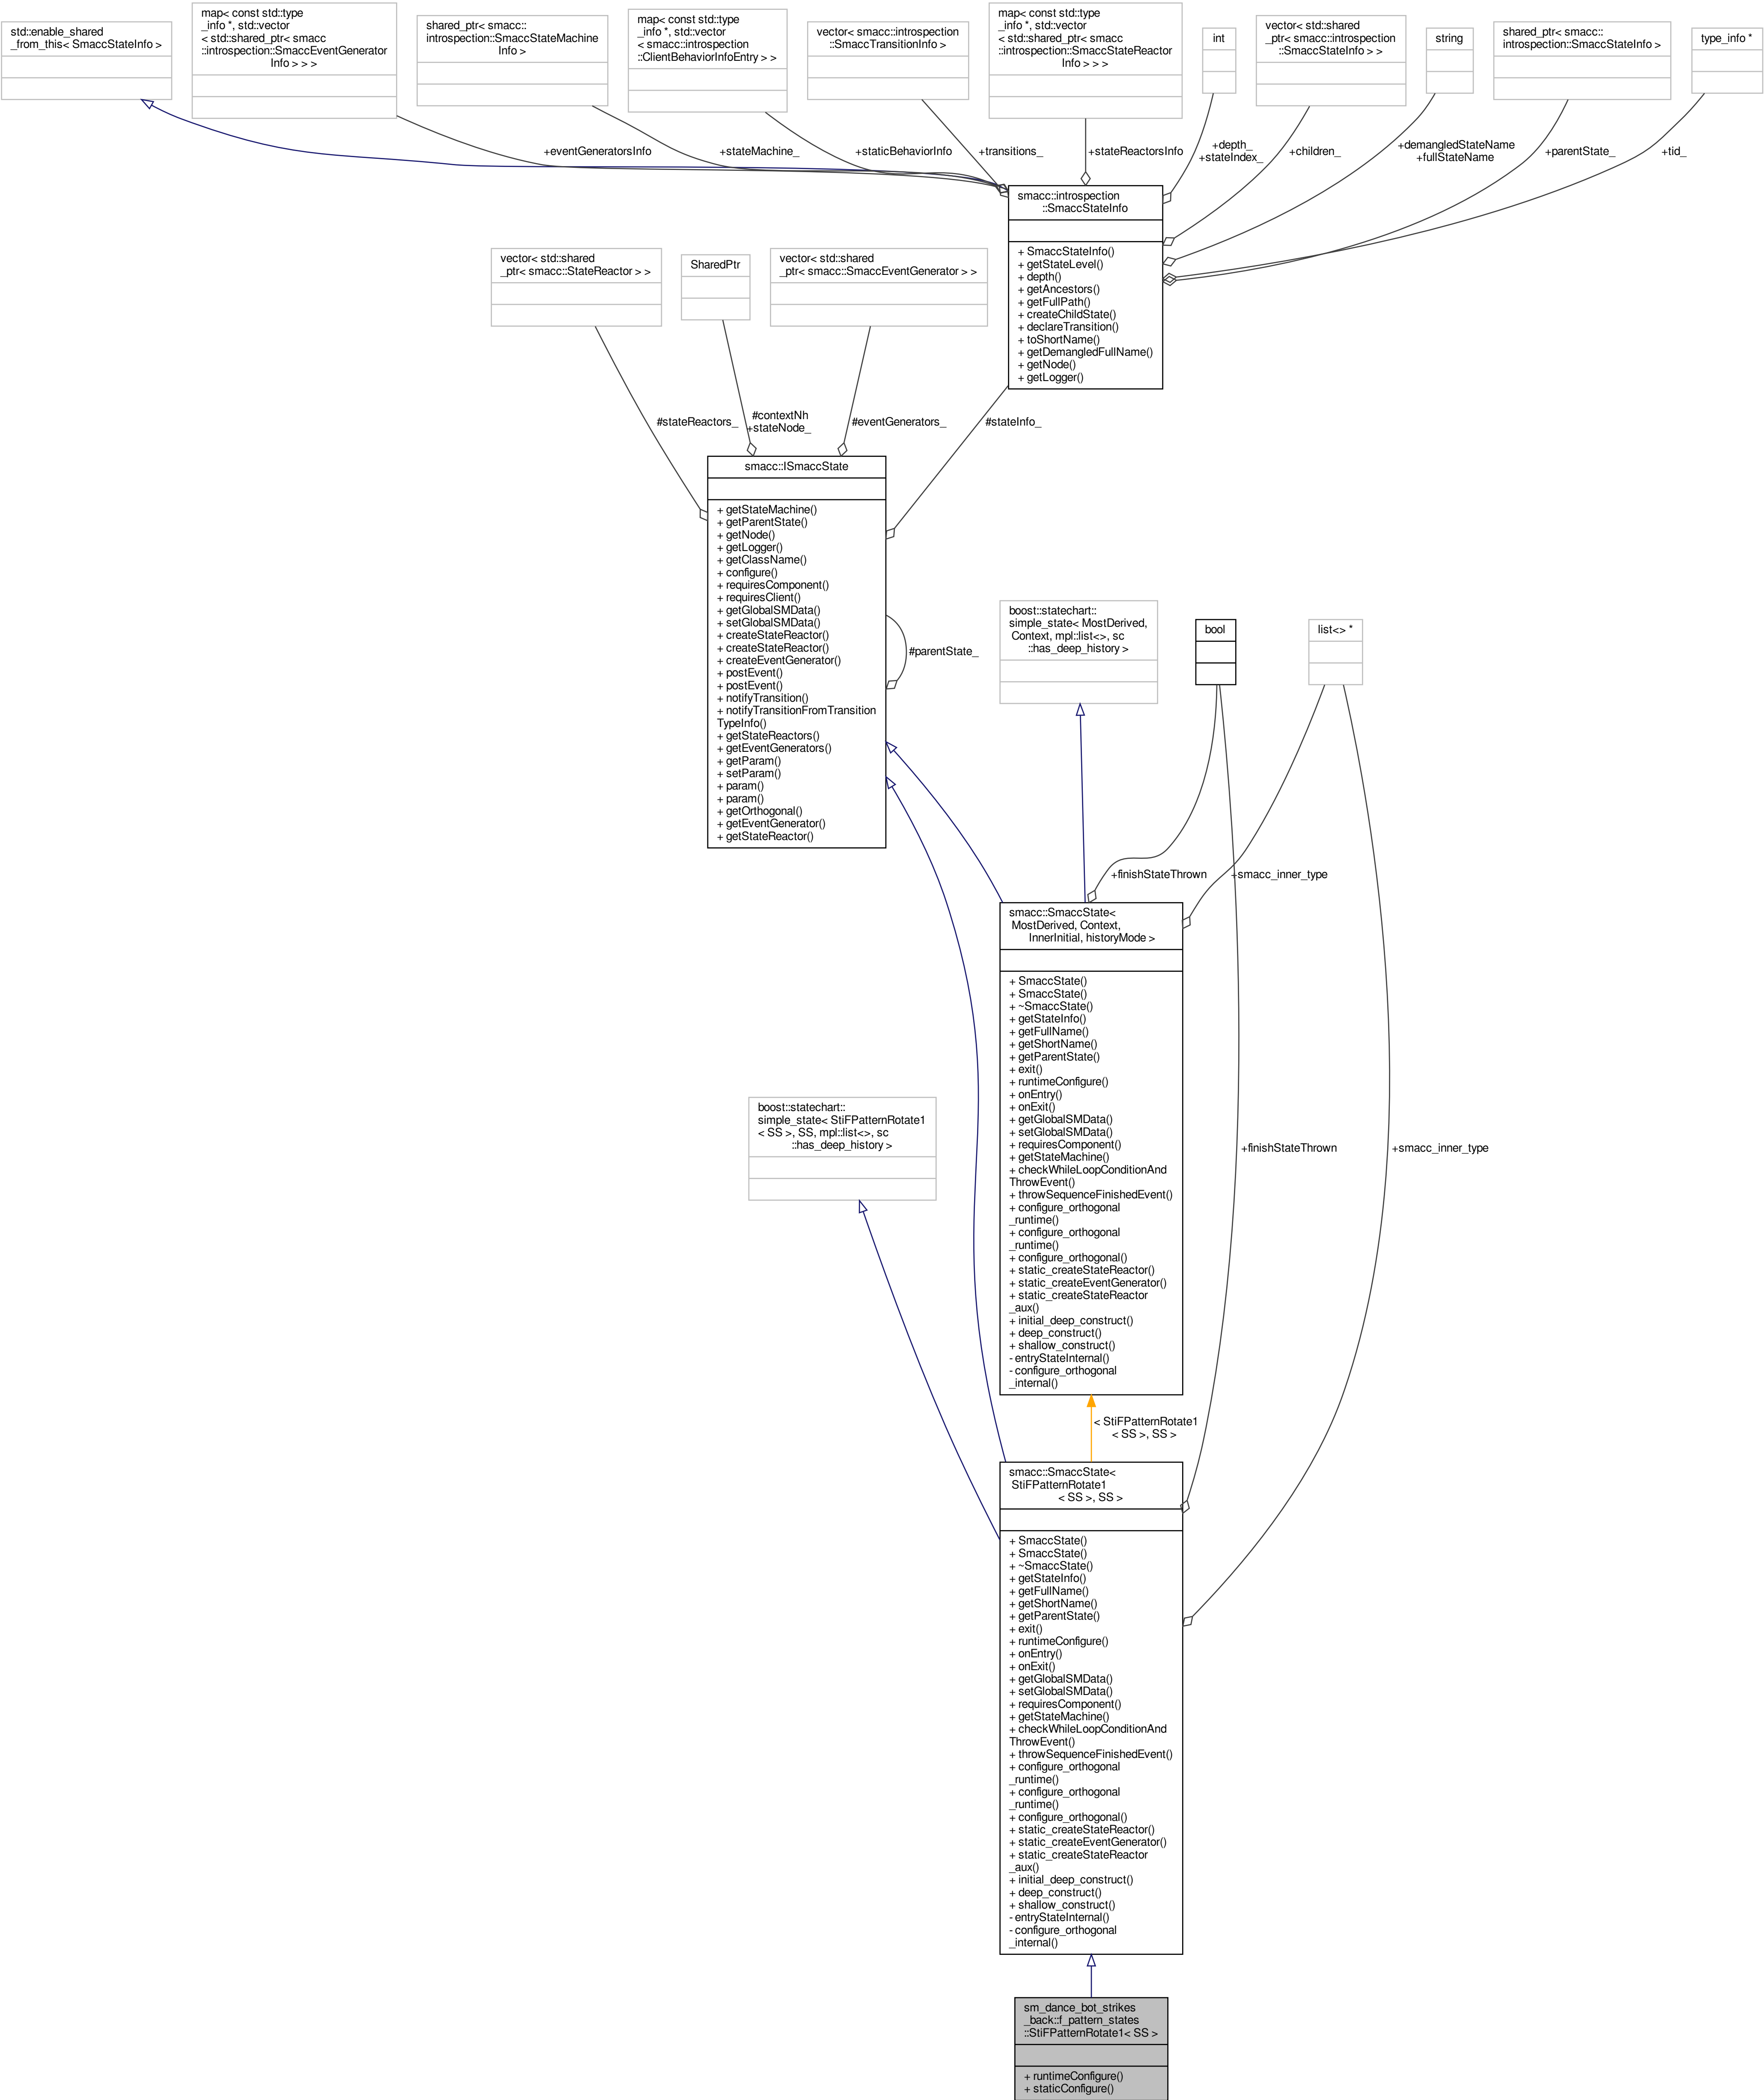 std::enable_shared
_from_this< SmaccStateInfo >
map< const std::type
_info *, std::vector
< std::shared_ptr< smacc
::introspection::SmaccEventGenerator
Info > > >
shared_ptr< smacc::
introspection::SmaccStateMachine
Info >
map< const std::type
_info *, std::vector
< smacc::introspection
::ClientBehaviorInfoEntry > >
vector< smacc::introspection
::SmaccTransitionInfo >
map< const std::type
_info *, std::vector
< std::shared_ptr< smacc
::introspection::SmaccStateReactor
Info > > >
int
vector< std::shared
_ptr< smacc::introspection
::SmaccStateInfo > >
string
shared_ptr< smacc::
introspection::SmaccStateInfo >
type_info *
+eventGeneratorsInfo
+stateMachine_
+staticBehaviorInfo
+transitions_
+stateReactorsInfo
+depth_
+stateIndex_
+children_
+demangledStateName
+fullStateName
+parentState_
+tid_
smacc::introspection
::SmaccStateInfo
+ SmaccStateInfo()
+ getStateLevel()
+ depth()
+ getAncestors()
+ getFullPath()
+ createChildState()
+ declareTransition()
+ toShortName()
+ getDemangledFullName()
+ getNode()
+ getLogger()
vector< std::shared
_ptr< smacc::StateReactor > >
SharedPtr
vector< std::shared
_ptr< smacc::SmaccEventGenerator > >
#stateReactors_
#contextNh
+stateNode_
#eventGenerators_
#stateInfo_
smacc::ISmaccState
+ getStateMachine()
+ getParentState()
+ getNode()
+ getLogger()
+ getClassName()
+ configure()
+ requiresComponent()
+ requiresClient()
+ getGlobalSMData()
+ setGlobalSMData()
+ createStateReactor()
+ createStateReactor()
+ createEventGenerator()
+ postEvent()
+ postEvent()
+ notifyTransition()
+ notifyTransitionFromTransition
TypeInfo()
+ getStateReactors()
+ getEventGenerators()
+ getParam()
+ setParam()
+ param()
+ param()
+ getOrthogonal()
+ getEventGenerator()
+ getStateReactor()
#parentState_
boost::statechart::
simple_state< MostDerived,
Context, mpl::list<>, sc
::has_deep_history >
bool
list<> *
+finishStateThrown
+smacc_inner_type
smacc::SmaccState<
MostDerived, Context,
InnerInitial, historyMode >
+ SmaccState()
+ SmaccState()
+ ~SmaccState()
+ getStateInfo()
+ getFullName()
+ getShortName()
+ getParentState()
+ exit()
+ runtimeConfigure()
+ onEntry()
+ onExit()
+ getGlobalSMData()
+ setGlobalSMData()
+ requiresComponent()
+ getStateMachine()
+ checkWhileLoopConditionAnd
ThrowEvent()
+ throwSequenceFinishedEvent()
+ configure_orthogonal
_runtime()
+ configure_orthogonal
_runtime()
+ configure_orthogonal()
+ static_createStateReactor()
+ static_createEventGenerator()
+ static_createStateReactor
_aux()
+ initial_deep_construct()
+ deep_construct()
+ shallow_construct()
- entryStateInternal()
- configure_orthogonal
_internal()
boost::statechart::
simple_state< StiFPatternRotate1
< SS >, SS, mpl::list<>, sc
::has_deep_history >
+finishStateThrown
+smacc_inner_type
< StiFPatternRotate1
< SS >, SS >
smacc::SmaccState<
StiFPatternRotate1
< SS >, SS >
+ SmaccState()
+ SmaccState()
+ ~SmaccState()
+ getStateInfo()
+ getFullName()
+ getShortName()
+ getParentState()
+ exit()
+ runtimeConfigure()
+ onEntry()
+ onExit()
+ getGlobalSMData()
+ setGlobalSMData()
+ requiresComponent()
+ getStateMachine()
+ checkWhileLoopConditionAnd
ThrowEvent()
+ throwSequenceFinishedEvent()
+ configure_orthogonal
_runtime()
+ configure_orthogonal
_runtime()
+ configure_orthogonal()
+ static_createStateReactor()
+ static_createEventGenerator()
+ static_createStateReactor
_aux()
+ initial_deep_construct()
+ deep_construct()
+ shallow_construct()
- entryStateInternal()
- configure_orthogonal
_internal()
sm_dance_bot_strikes
_back::f_pattern_states
::StiFPatternRotate1< SS >
+ runtimeConfigure()
+ staticConfigure()